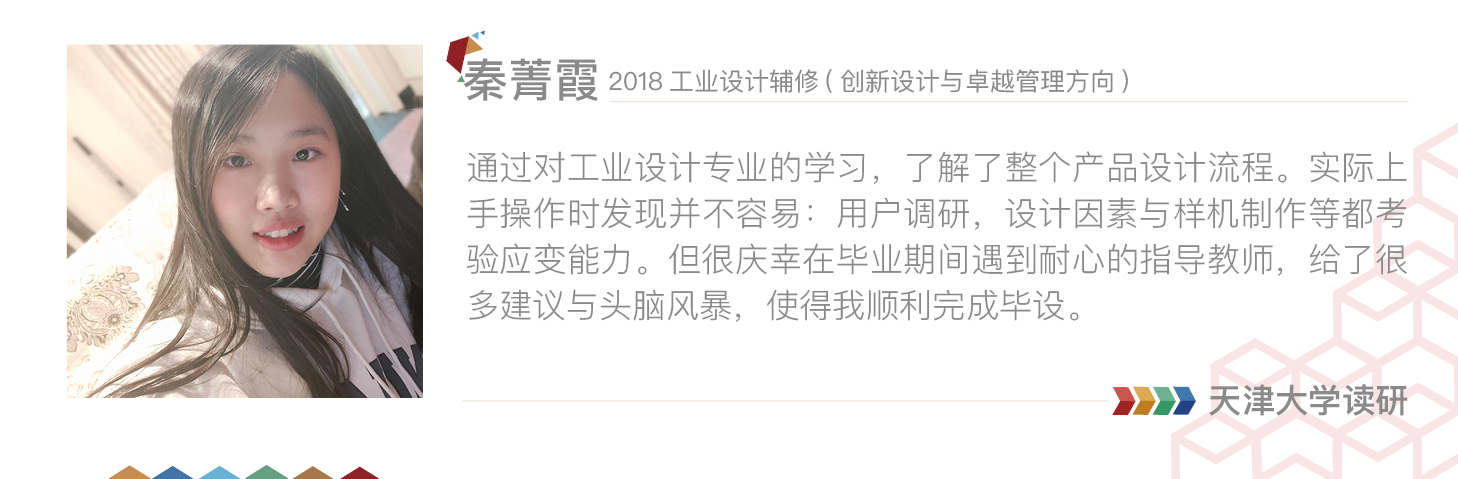 秦菁霞 2018 工业设计辅修 ( 创新设计与卓越管理方向 )
通过对工业设计专业的学习，了解了整个产品设计流程。实际上
手操作时发现并不容易：用户调研，设计因素与样机制作等都考
验应变能力。但很庆幸在毕业期间遇到耐心的指导教师，给了很
多建议与头脑风暴，使得我顺利完成毕设。
天津大学读研